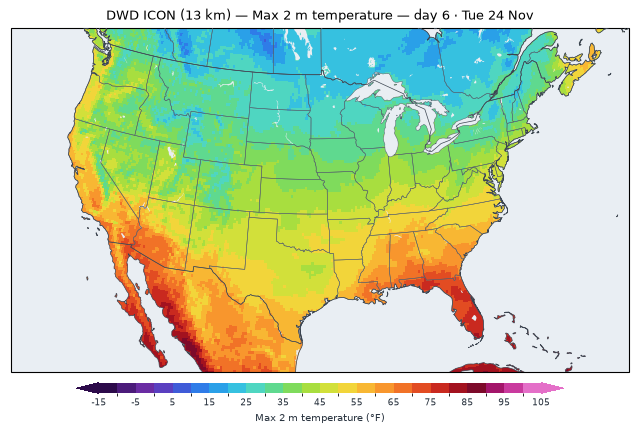 DWD ICON (13 km) — Max 2 m temperature — day 6 · Tue 24 Nov
-15 -5 5 15 25 35 45 55 65 75 85 95 105
Max 2 m temperature (°F)